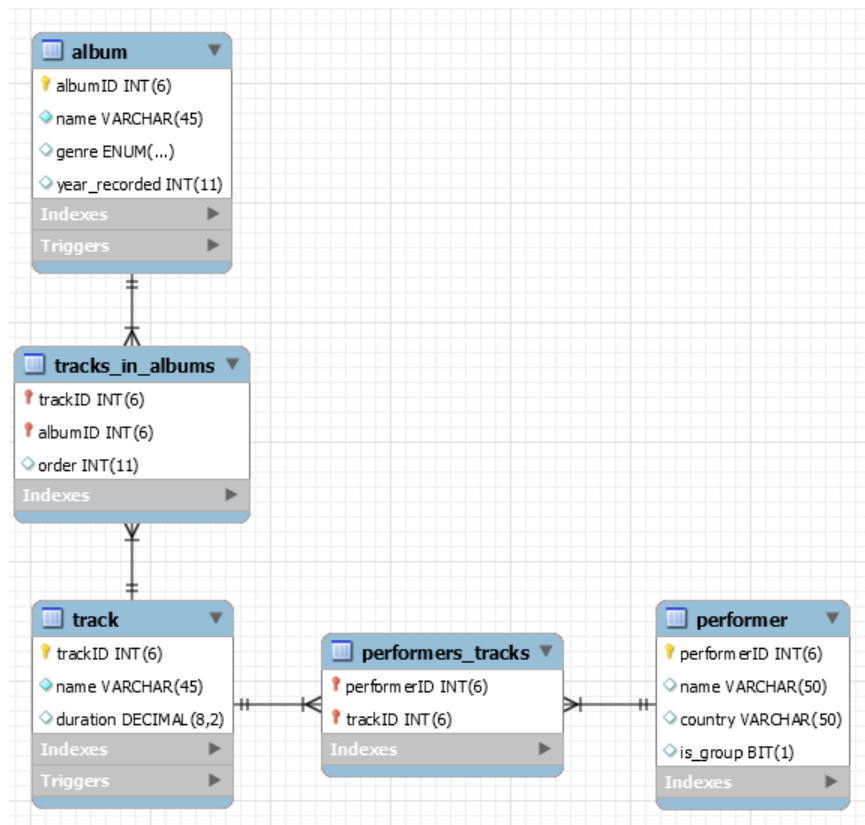 album
albumID INT(6)
name VARCHAR(45)
genre ENUM(...)
year_recorded INT(11)
Indexes
Triggers
tracks_in_albums
trackID INT(6)
albumID INT(6)
order INT(11)
Indexes
track
trackID INT(6)
name VARCHAR(45)
duration DECIMAL(8,2)
Indexes
Triggers
performers_tracks
performerID INT(6)
trackID INT(6)
Indexes
performer
performerID INT(6)
name VARCHAR(50)
country VARCHAR(50)
is_group BIT(1)
Indexes